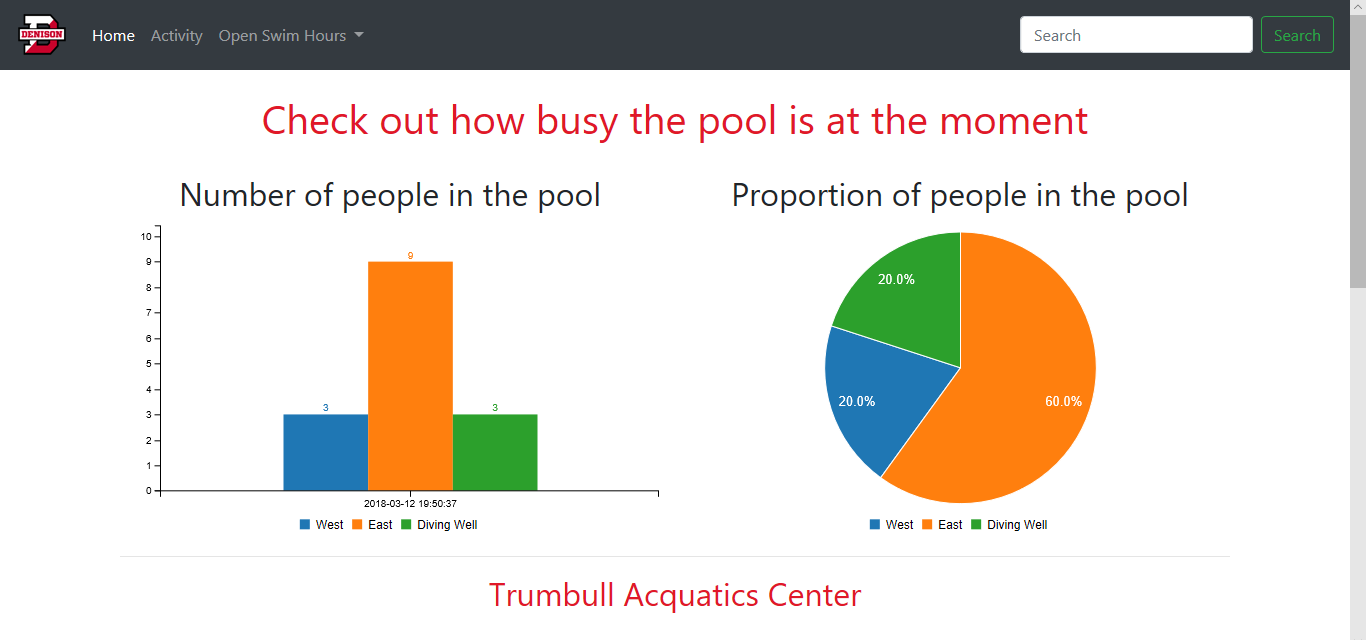 DENISON
Home Activity Open Swim Hours
Search Search
Check out how busy the pool is at the moment
Number of people in the pool
10
9
8
7
6
5
4
3
2
1
0
3
9
3
2018-03-12 19:50:37
West East Diving Well
Proportion of people in the pool
20.0%
20.0%
60.0%
West East Diving Well
Trumbull Acquatics Center